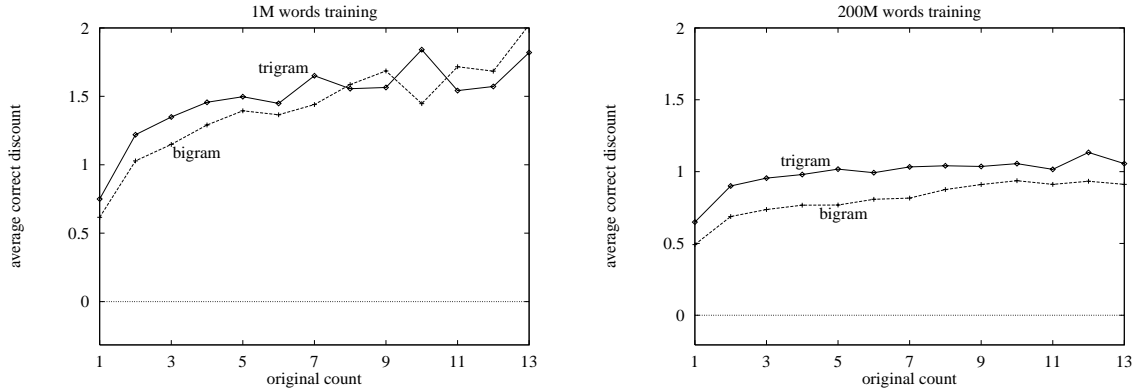 1M words training
average correct discount
2
1.5
1
0.5
0
trigram
bigram
1 3 5 7 9 11 13
original count
200M words training
average correct discount
2
1.5
1
0.5
0
trigram
bigram
1 3 5 7 9 11 13
original count